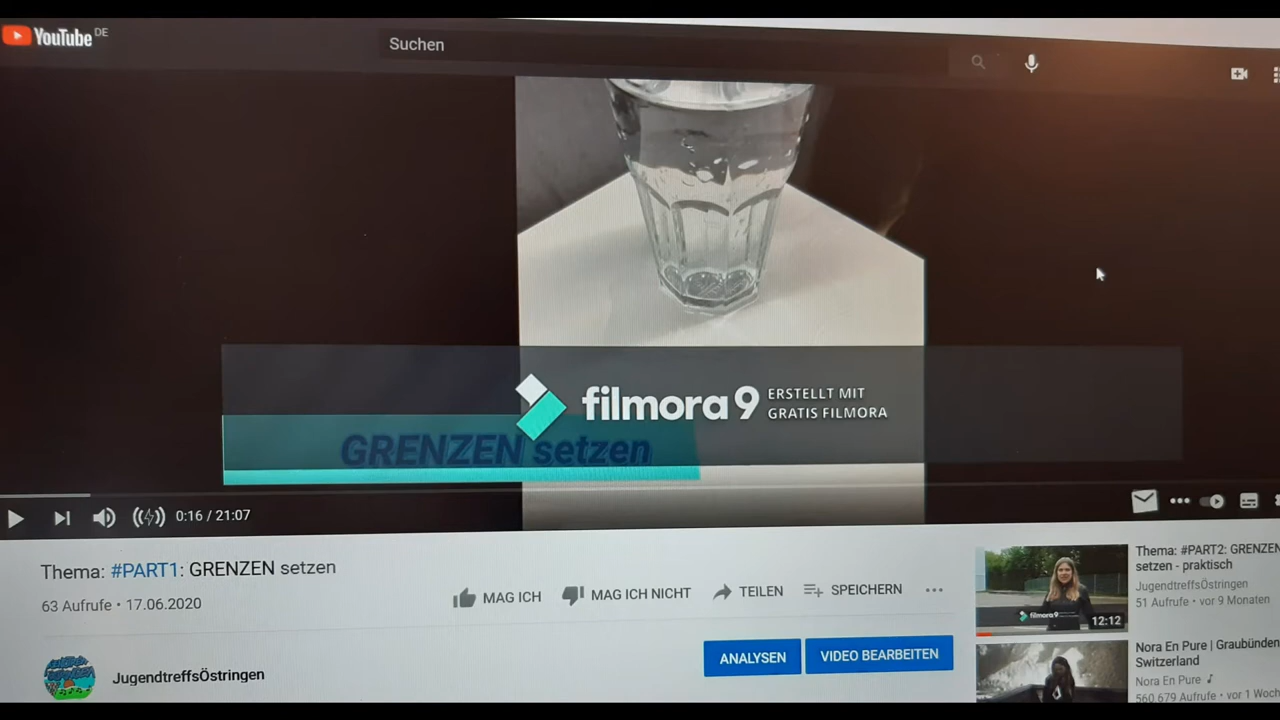 YouTube DE
Suchen
filmora9 ERSTELLT MIT
GRATIS FILMORA
GRENZEN setzen
0:16 / 21:07
Thema: #PART1: GRENZEN setzen
63 Aufrufe • 17.06.2020
MAG ICH
MAG ICH NICHT
TEILEN
SPEICHERN
ANALYSEN
VIDEO BEARBEITEN
JugendtreffsÖstringen
filmora9
12:12
Thema: #PART2: GRENZEN
setzen - praktisch
JugendtreffsÖstringen
51 Aufrufe • vor 9 Monaten
Nora En Pure | Graubünden
Switzerland
Nora En Pure
560.679 Aufrufe • vor 1 Woch